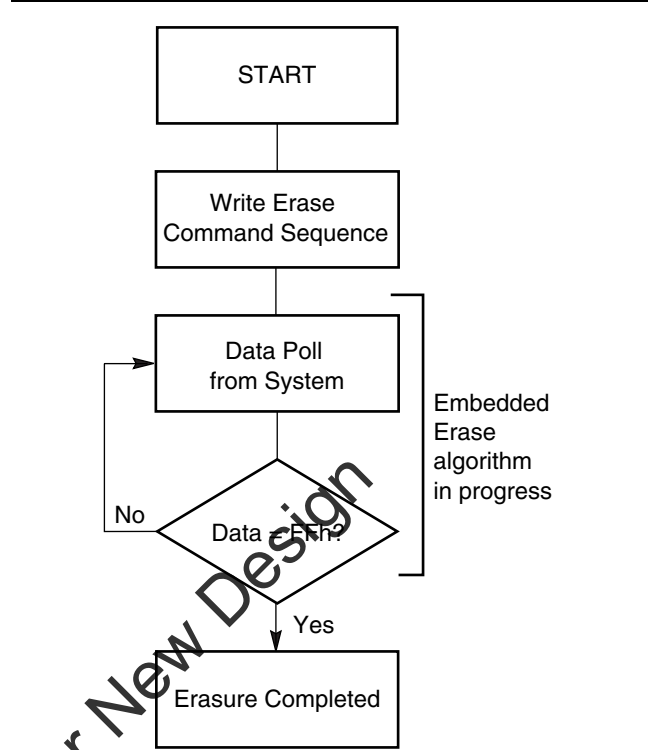 START
Write Erase
Command Sequence
Data Poll
from System
Embedded
Erase
algorithm
in progress
No
Data = FFh?
Yes
Erasure Completed
r New Design